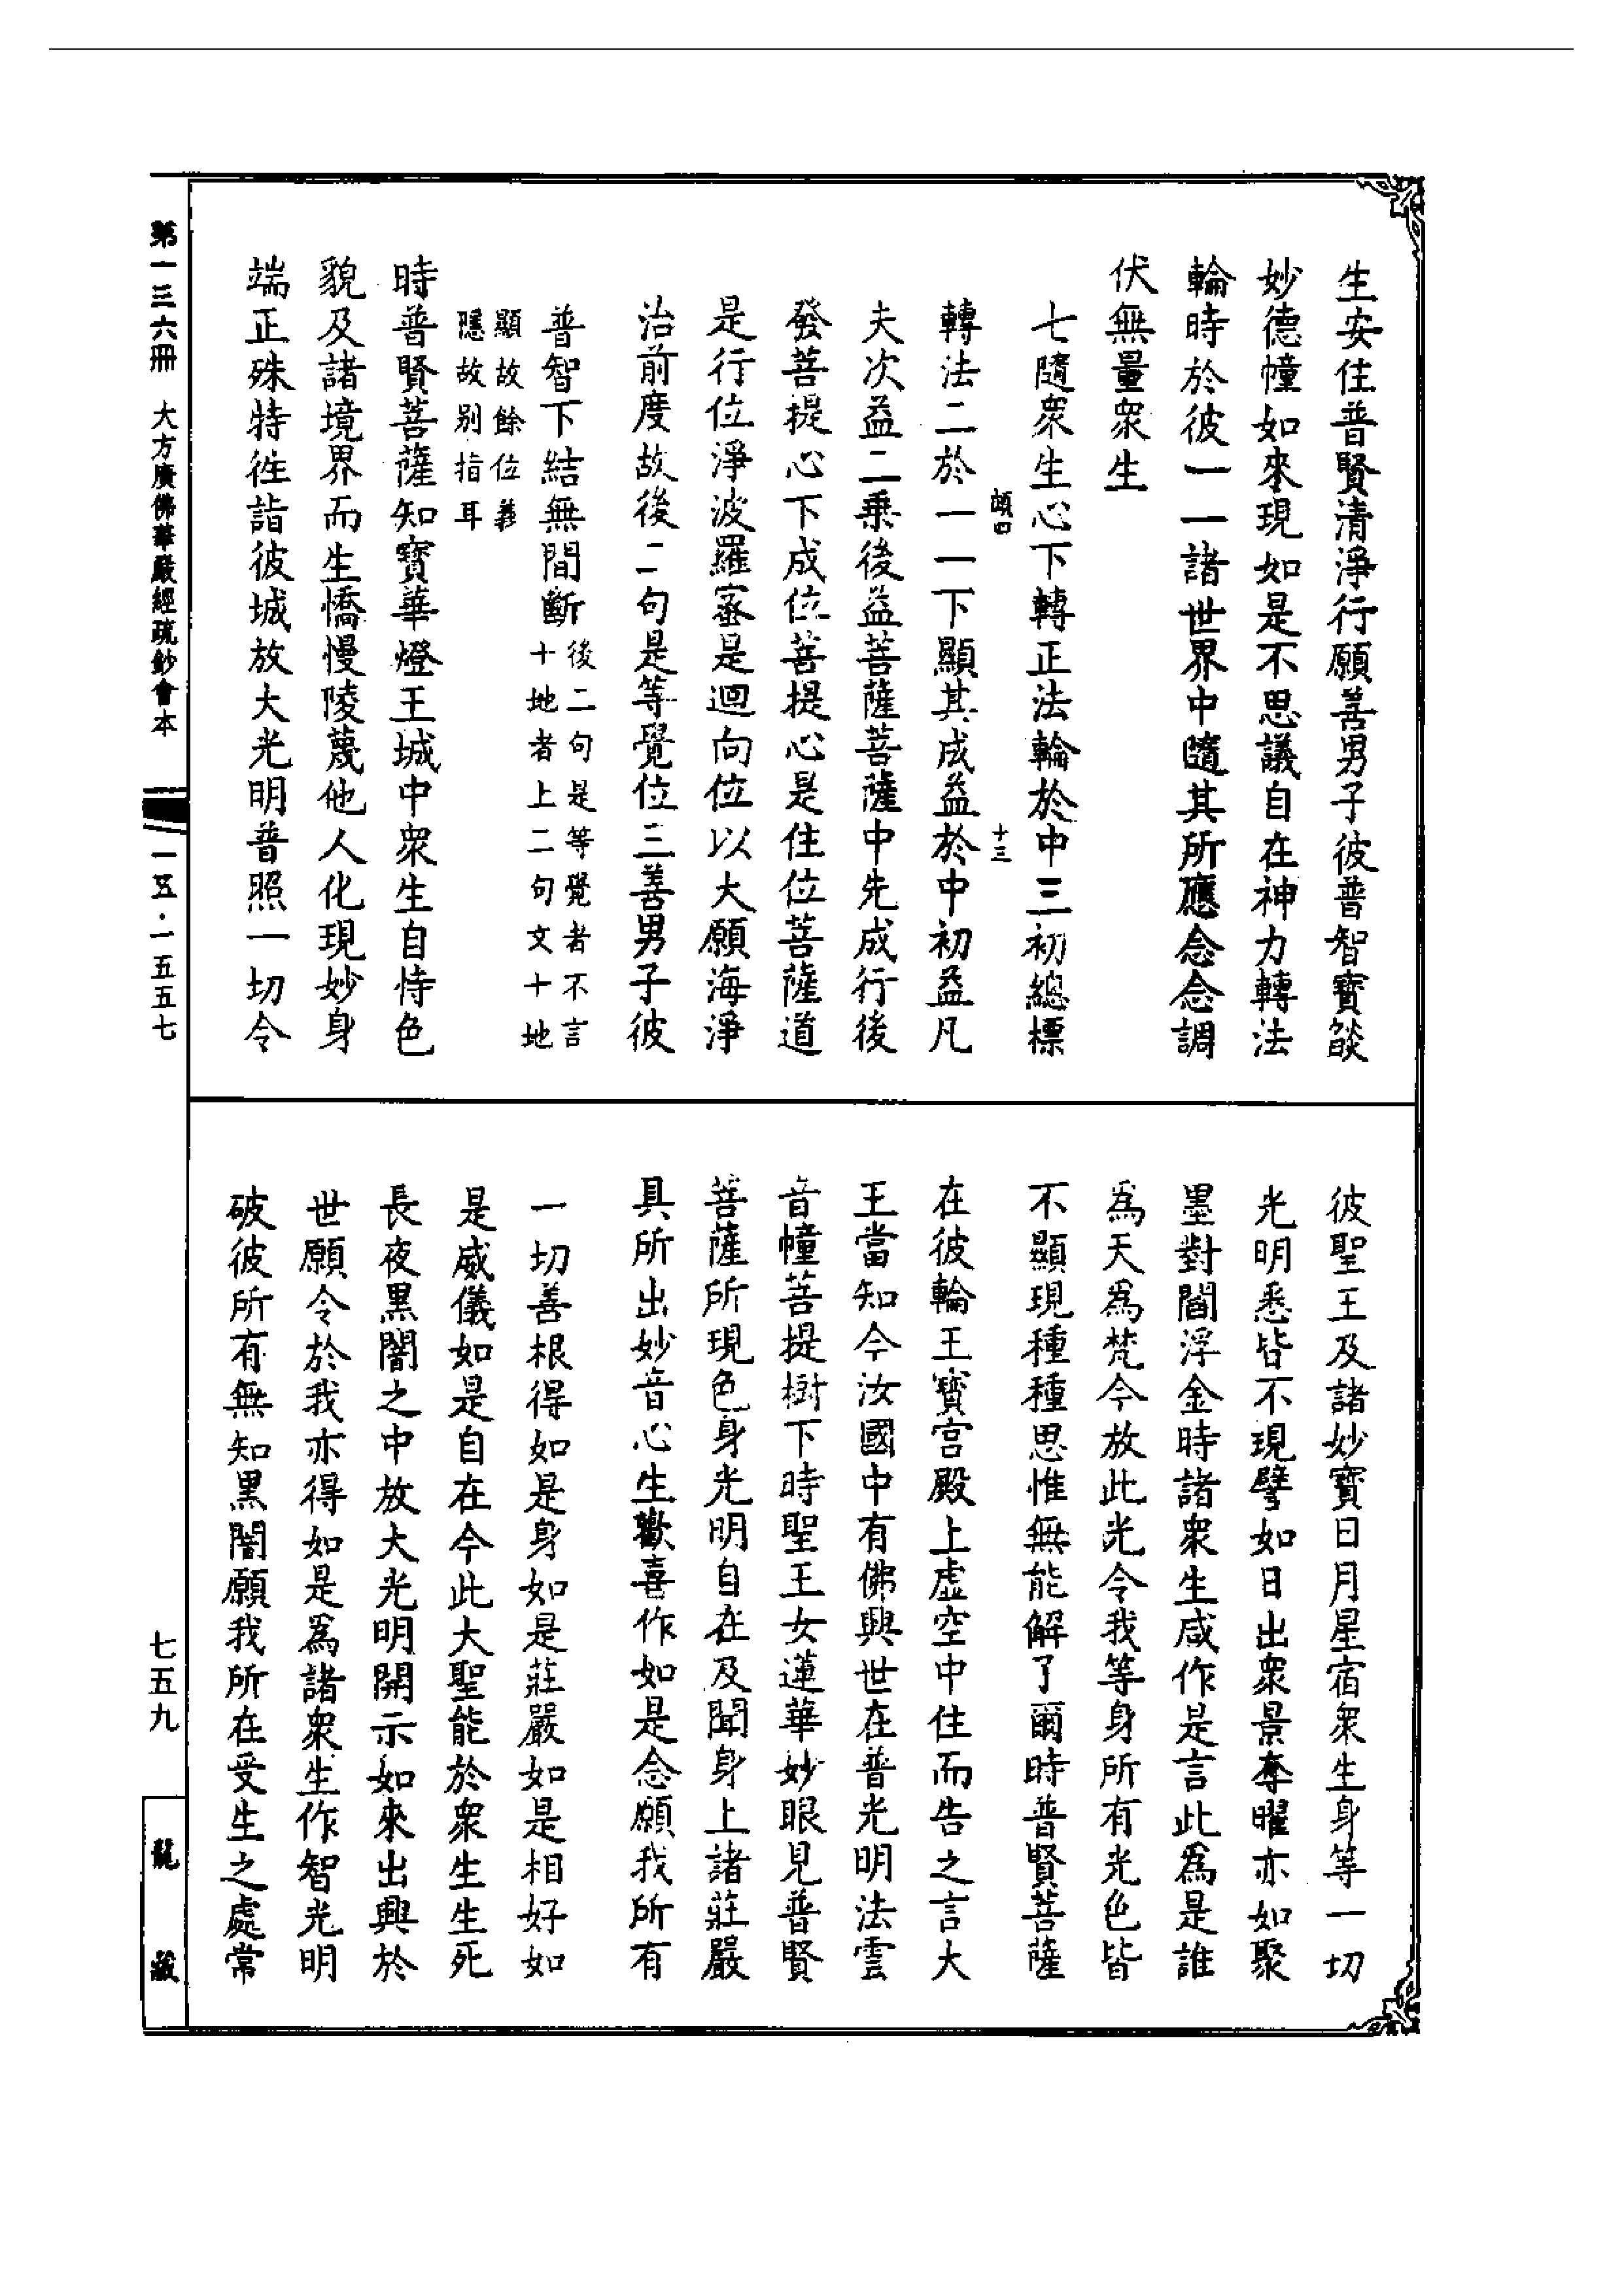 生安住普賢清淨行願善男子彼普智寶燄
妙德幢如來現如是不思議自在神力轉法
輪時於彼一一諸世界中隨其所應念念調
伏無量衆生
七隨衆生心下轉正法輪於中三初總標
十三
轉法二於一一下顯其成益於中初益凡
夫次益二乗後益菩薩菩薩中先成行後
發菩提心下成位菩提心是住位菩薩道
是行位淨波羅蜜是迴向位以大願海淨
治前度故後二句是等覺位三善男子彼
普智下結無間斷
後二句是等覺者不言
十地者上二句文十地
顯故餘位義
隱故别指耳
時普賢菩薩知寶華燈王城中衆生自恃色
貌及諸境界而生憍慢陵蔑他人化現妙身
端正殊特徃詣彼城放大光明普照一切令
彼聖王及諸妙寶日月星宿衆生身等一切
光明悉皆不現譬如日出衆景奪曜亦如聚
墨對閻浮金時諸衆生咸作是言此爲是誰
爲天爲梵今放此光令我等身所有光色皆
不顯現種種思惟無能解了爾時普賢菩薩
在彼輪王寶宫殿上虚空中住而告之言大
王當知今汝國中有佛興世在普光明法雲
音幢菩提樹下時聖王女蓮華妙眼見普賢
菩薩所現色身光明自在及聞身上諸莊嚴
具所出妙音心生歡喜作如是念願我所有
一切善根得如是身如是莊嚴如是相好如
是威儀如是自在今此大聖能於衆生生死
長夜黑闇之中放大光明開示如來出興於
世願令於我亦得如是爲諸衆生作智光明
破彼所有無知黑闇願我所在受生之處常
第一三六冊 大方廣佛華嚴經疏鈔會本
一五·一五五七
七五九
龍藏